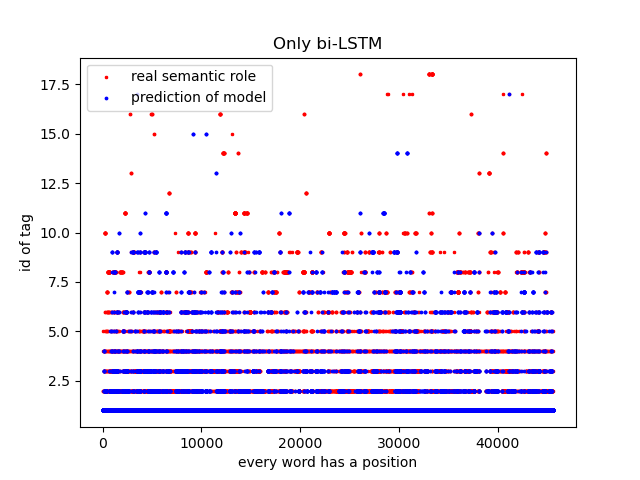 Only bi-LSTM
real semantic role
prediction of model
17.5
15.0
12.5
10.0
7.5
5.0
2.5
id of tag
0 10000 20000 30000 40000
every word has a position